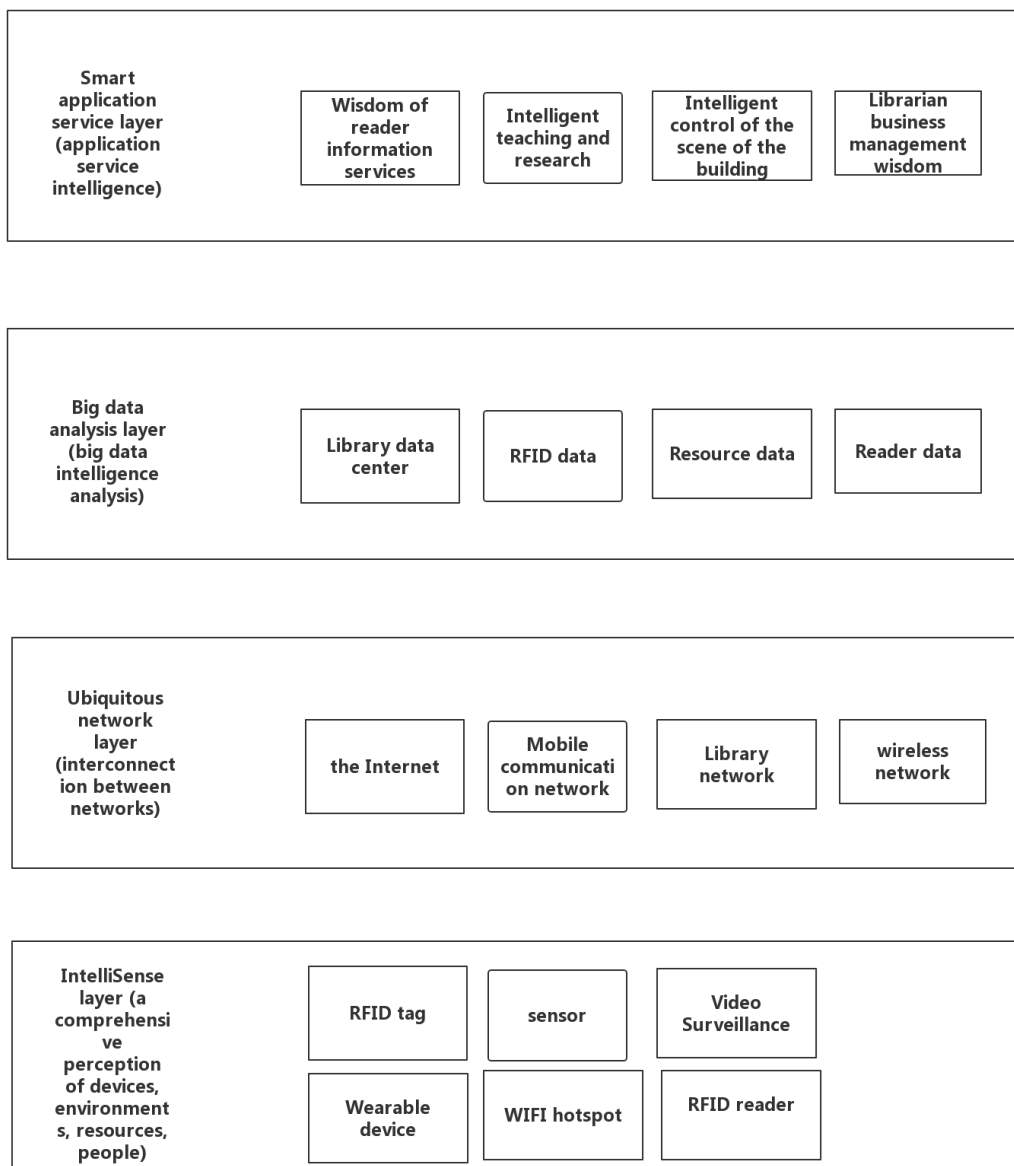 Smart
application
service layer
(application
service
intelligence)
Wisdom of
reader
information
services
Intelligent
teaching and
research
Intelligent
control of the
scene of the
building
Librarian
business
management
wisdom
Big data
analysis layer
(big data
intelligence
analysis)
Library data
center
RFID data
Resource data
Reader data
Ubiquitous
network
layer
(interconnect
ion between
networks)
the Internet
Mobile
communicati
on network
Library
network
wireless
network
IntelliSense
layer (a
comprehensi
ve
perception
of devices,
environment
s, resources,
people)
RFID tag
sensor
Video
Surveillance
Wearable
device
WIFI hotspot
RFID reader